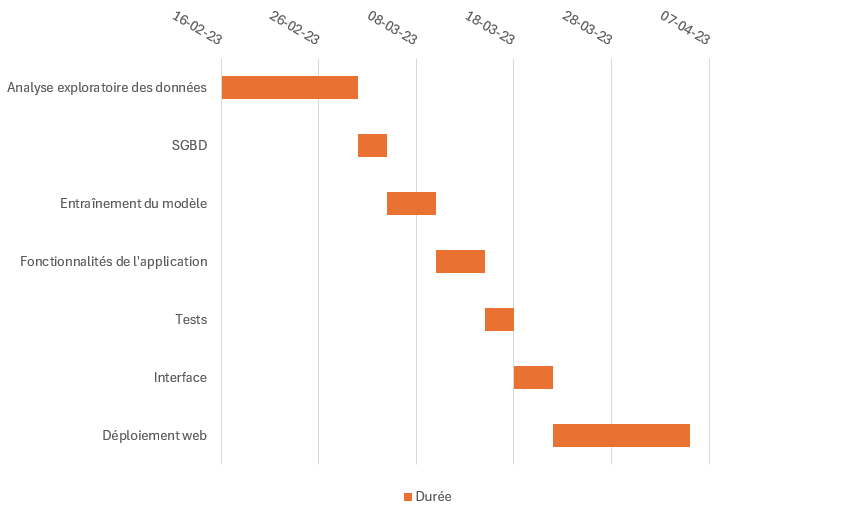 16-02-23
26-02-23
08-03-23
18-03-23
28-03-23
07-04-23
Analyse exploratoire des données
SGBD
Entraînement du modèle
Fonctionnalités de l'application
Tests
Interface
Déploiement web
Durée